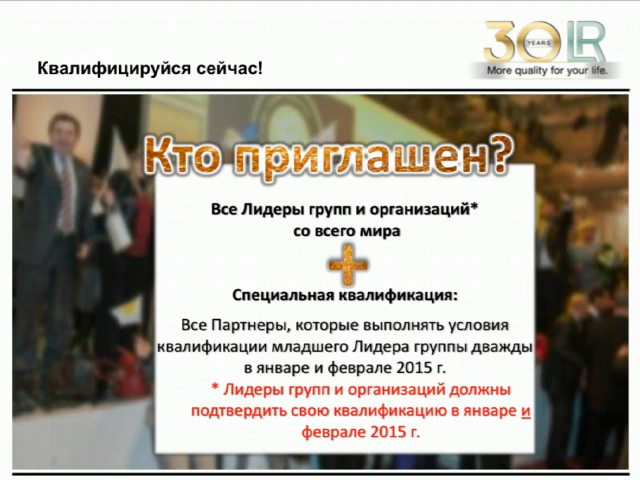 Квалифицируйся сейчас!
30 YEARS LR
More quality for your life.
Кто приглашен?
Все Лидеры групп и организаций*
со всего мира
+
Специальная квалификация:
Все Партнеры, которые выполнять условия
квалификации младшего Лидера группы дважды
в январе и феврале 2015 г.
* Лидеры групп и организаций должны
подтвердить свою квалификацию в январе и
феврале 2015 г.